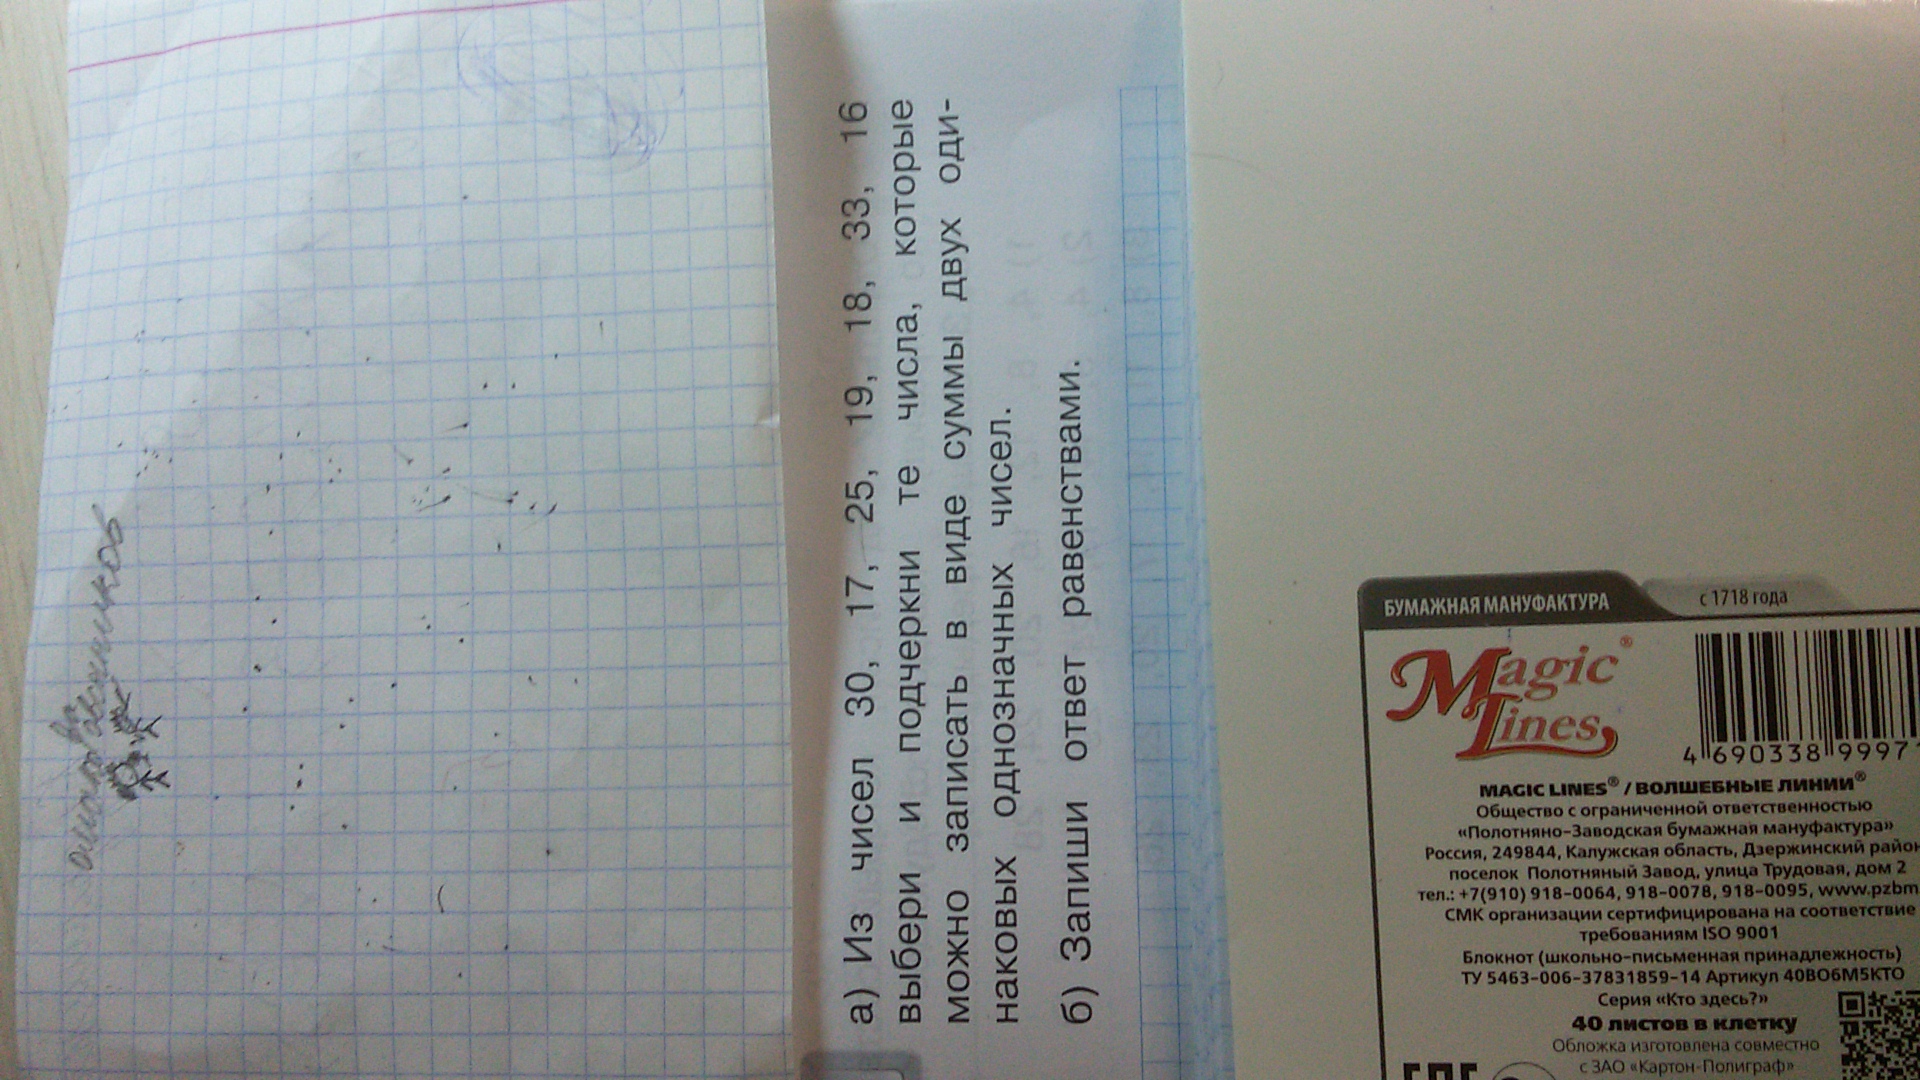 а) Из чисел 30, 17, 25, 19, 18, 33, 16
выбери и подчеркни те числа, которые
можно записать в виде суммы двух оди-
наковых однозначных чисел.
б) Запиши ответ равенствами.
БУМАЖНАЯ МАНУФАКТУРА
с 1718 года
Magic Lines®
4 690338 9997
MAGIC LINES® / ВОЛШЕБНЫЕ ЛИНИИ®
Общество с ограниченной ответственностью
«Полотняно-Заводская бумажная мануфактура»
Россия, 249844, Калужская область, Дзержинский район
поселок Полотняный Завод, улица Трудовая, дом 2
тел.: +7(910) 918-0064, 918-0078, 918-0095, www.pzbm
СМК организации сертифицирована на соответствие
требованиям ISO 9001
Блокнот (школьно-письменная принадлежность)
ТУ 5463-006-37831859-14 Артикул 40BO6M5KTO
Серия «Кто здесь?»
40 листов в клетку
Обложка изготовлена совместно
с ЗАО «Картон-Полиграф»